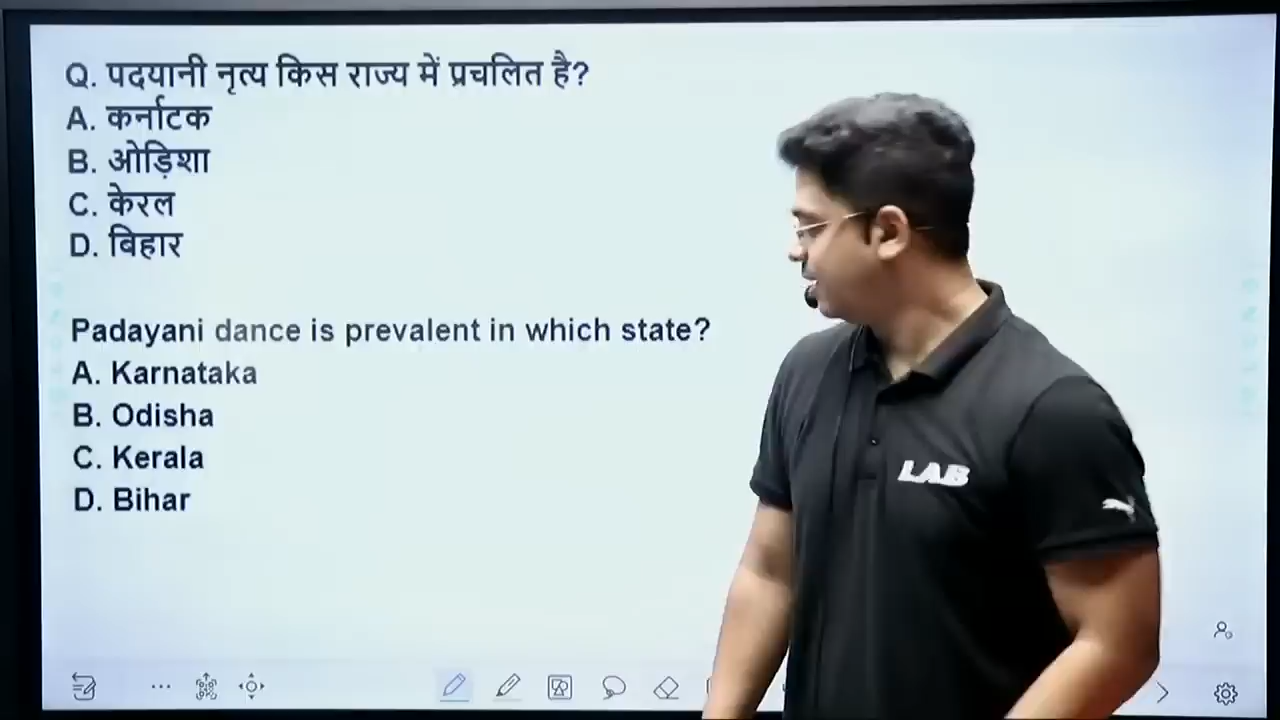 Q. पदयानी नृत्य किस राज्य में प्रचलित है?
A. कर्नाटक
B. ओड़िशा
C. केरल
D. बिहार
Padayani dance is prevalent in which state?
A. Karnataka
B. Odisha
C. Kerala
D. Bihar
LAB